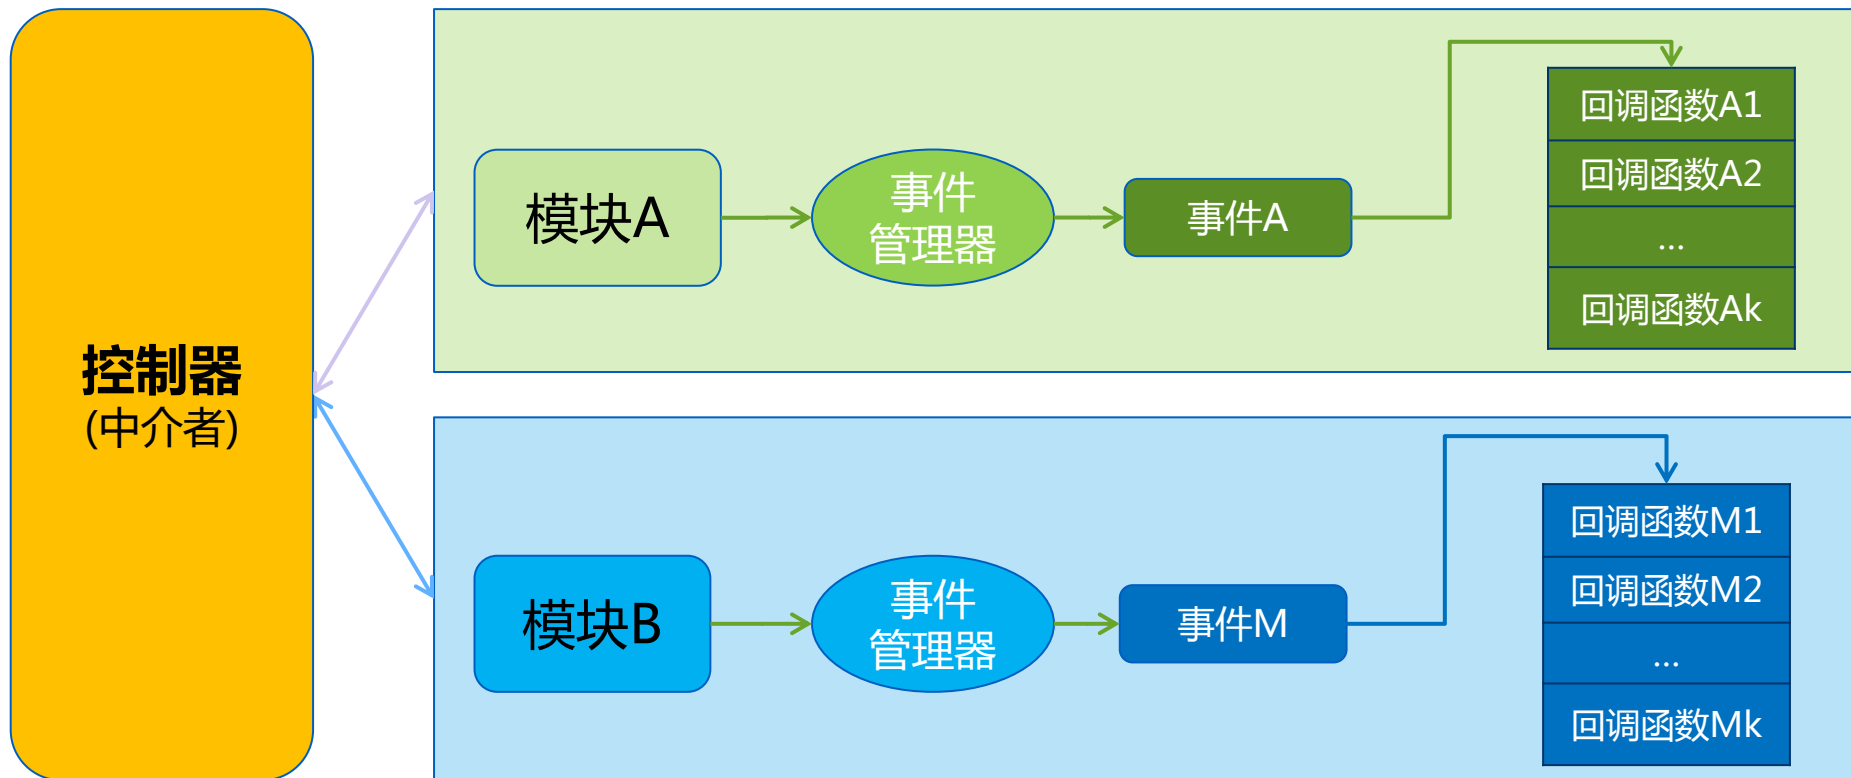 控制器
(中介者)
模块A
事件
管理器
事件A
回调函数A1
回调函数A2
...
回调函数Ak
模块B
事件
管理器
事件M
回调函数M1
回调函数M2
...
回调函数Mk